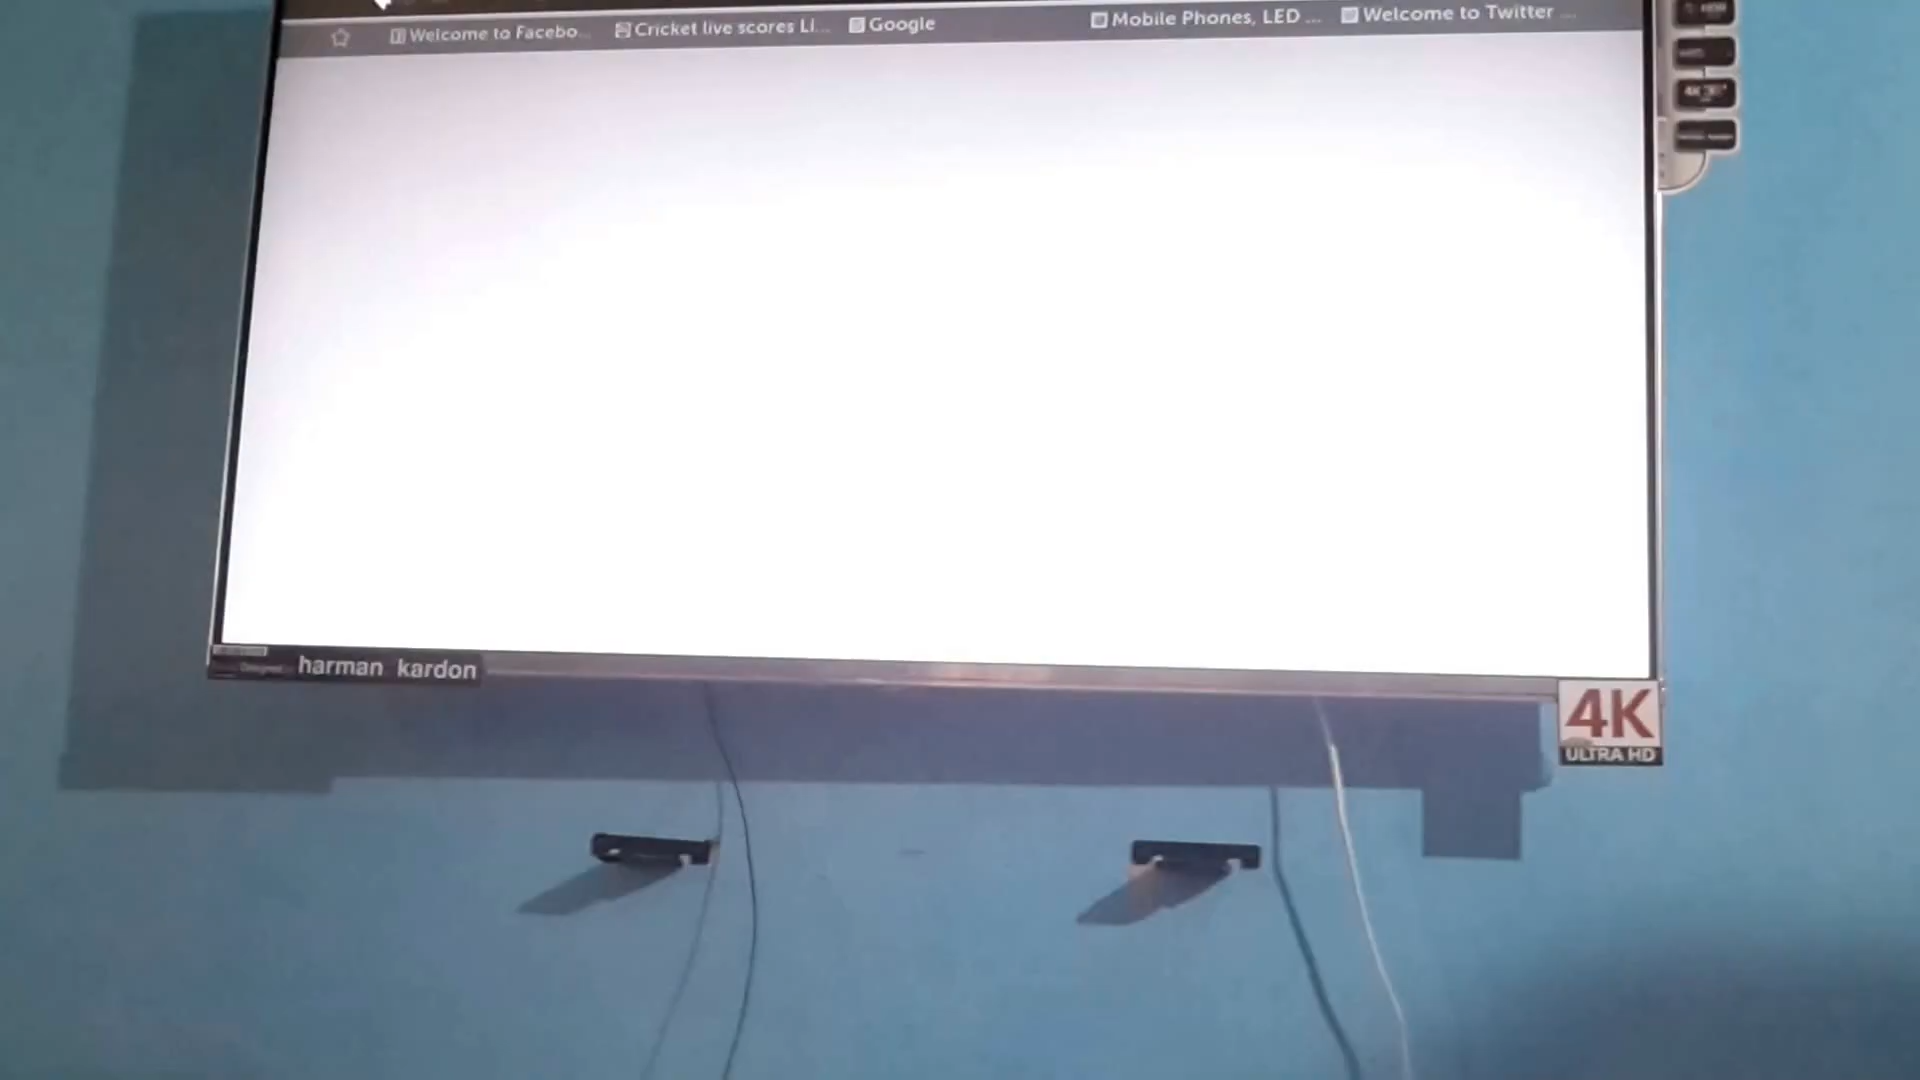 Welcome to Facebo... Cricket live scores Li... Google Mobile Phones, LED ... Welcome to Twitter ...
harman kardon
4K
ULTRA HD